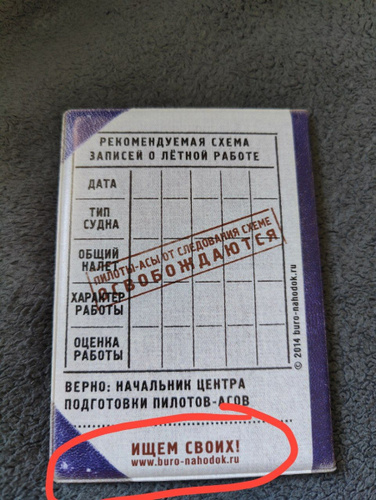 РЕКОМЕНДУЕМАЯ СХЕМА
ЗАПИСЕЙ О ЛЁТНОЙ РАБОТЕ
ДАТА
ТИП
СУДНА
ОБЩИЙ
НАЛЕТ
ХАРАКТЕР
РАБОТЫ
ОЦЕНКА
РАБОТЫ
ПИЛОТЫ-АСЫ ОТ СЛЕДОВАНИЯ СХЕМЕ
ОСВОБОЖДАЮТСЯ
© 2014 buro-nahodok.ru
ВЕРНО: НАЧАЛЬНИК ЦЕНТРА
ПОДГОТОВКИ ПИЛОТОВ-АСОВ
ИЩЕМ СВОИХ!
www.buro-nahodok.ru